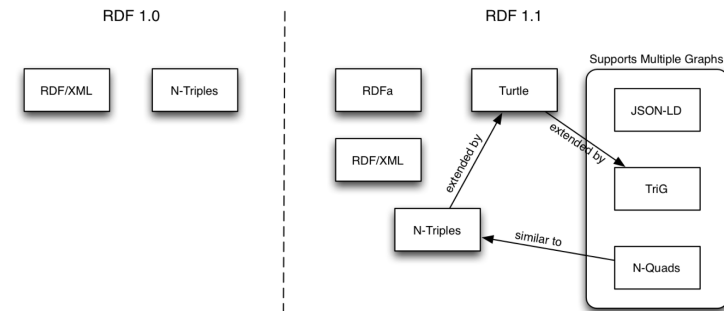 RDF 1.0
RDF 1.1
RDF/XML
N-Triples
RDFa
Turtle
Supports Multiple Graphs
JSON-LD
extended by
extended by
RDF/XML
TriG
N-Triples
similar to
N-Quads